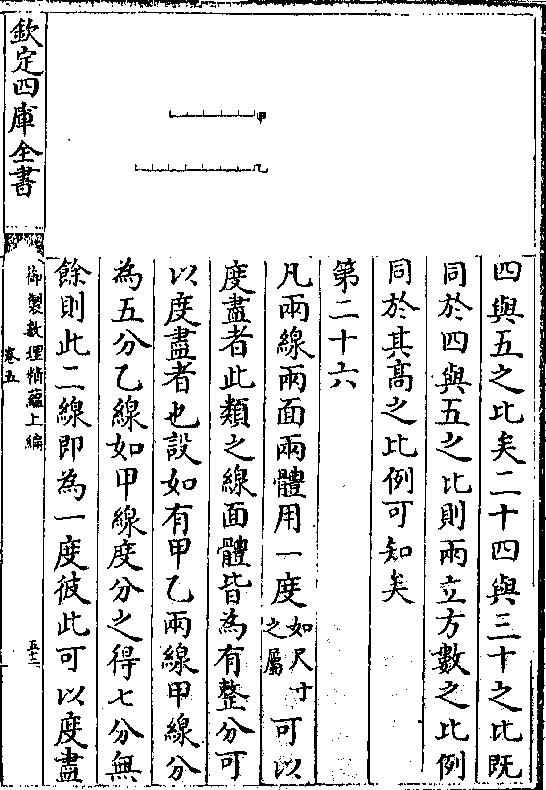 四與五之比矣二十四與三十之比既
同於四與五之比則兩立方數之比例
同於其髙之比例可知矣
第二十六
凡兩線兩面兩體用一度如尺寸之屬可以
度盡者此類之線面體皆為有整分可
以度盡者也設如有甲乙兩線甲線分
為五分乙線如甲線度分之得七分無
餘則此二線即為一度彼此可以度盡
甲
乙
欽定四庫全書
御製數理精蘊上編
卷五
五十二